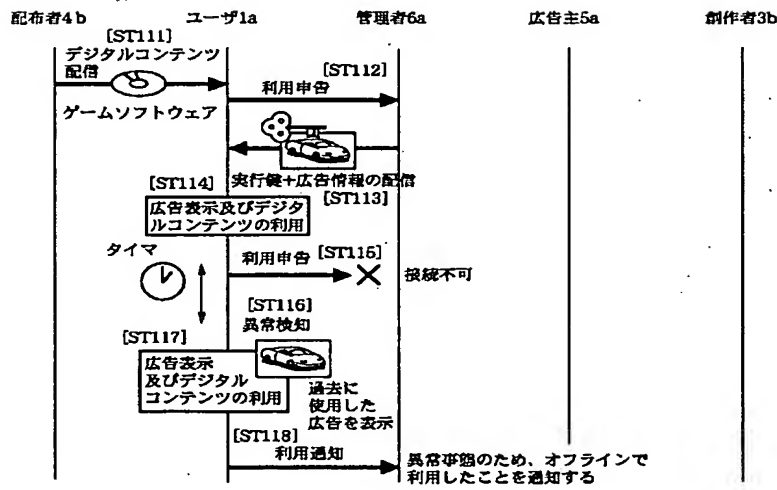 配布者4b
ユーザ1a
管理者6a
広告主5a
創作者3b
[ST111]
デジタルコンテンツ
配信
ゲームソフトウェア
[ST112]
利用申告
実行鍵+広告情報の配信
[ST113]
[ST114]
広告表示及びデジタ
ルコンテンツの利用
タイマ
利用申告
[ST115]
接続不可
[ST116]
異常検知
[ST117]
広告表示
及びデジタル
コンテンツの利用
過去に
使用した
広告を表示
[ST118]
利用通知
異常事態のため、オフラインで
利用したことを通知する